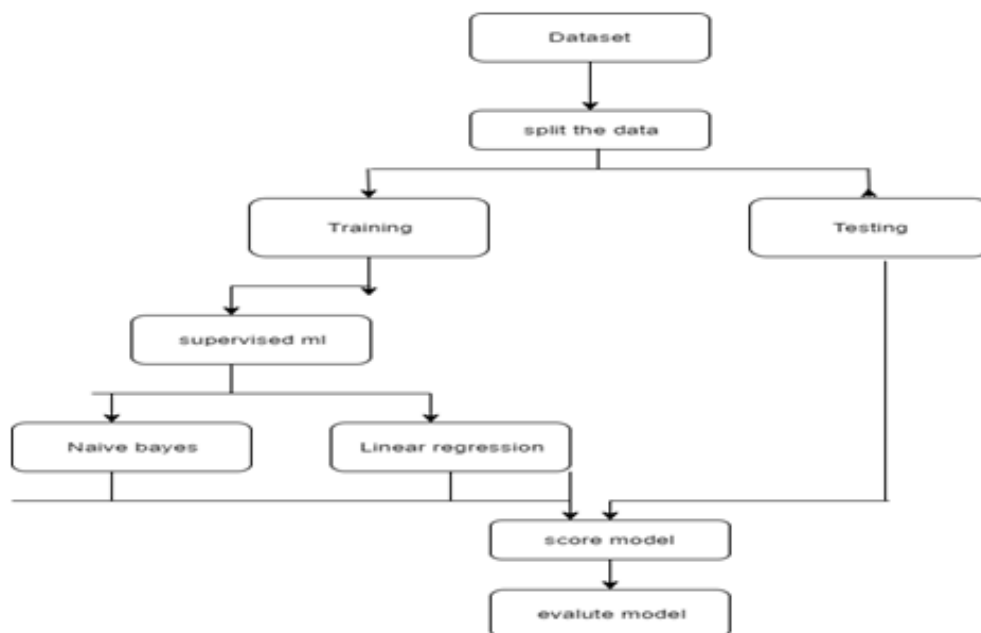 Dataset
split the data
Training
Testing
supervised ml
Naive bayes
Linear regression
score model
evalute model